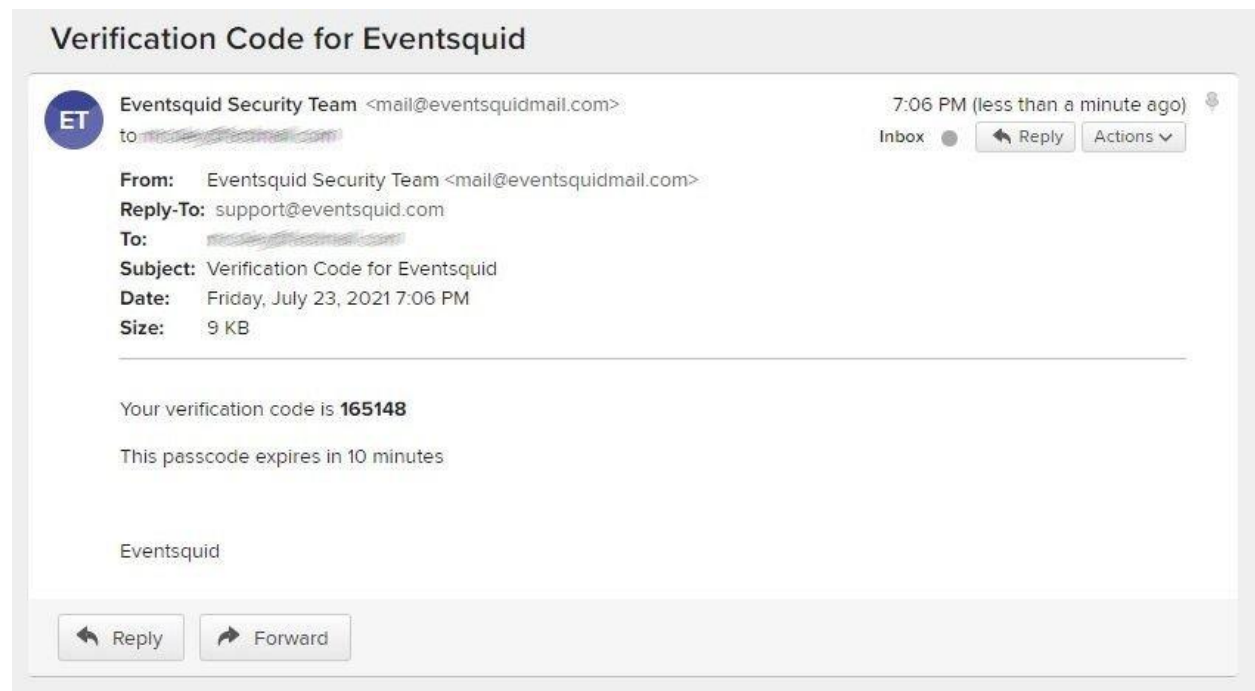 Verification Code for Eventsquid
ET
Eventsquid Security Team <mail@eventsquidmail.com> 7:06 PM (less than a minute ago)
to Inbox Reply Actions
From: Eventsquid Security Team <mail@eventsquidmail.com>
Reply-To: support@eventsquid.com
To:
Subject: Verification Code for Eventsquid
Date: Friday, July 23, 2021 7:06 PM
Size: 9 KB
Your verification code is 165148
This passcode expires in 10 minutes
Eventsquid
Reply Forward